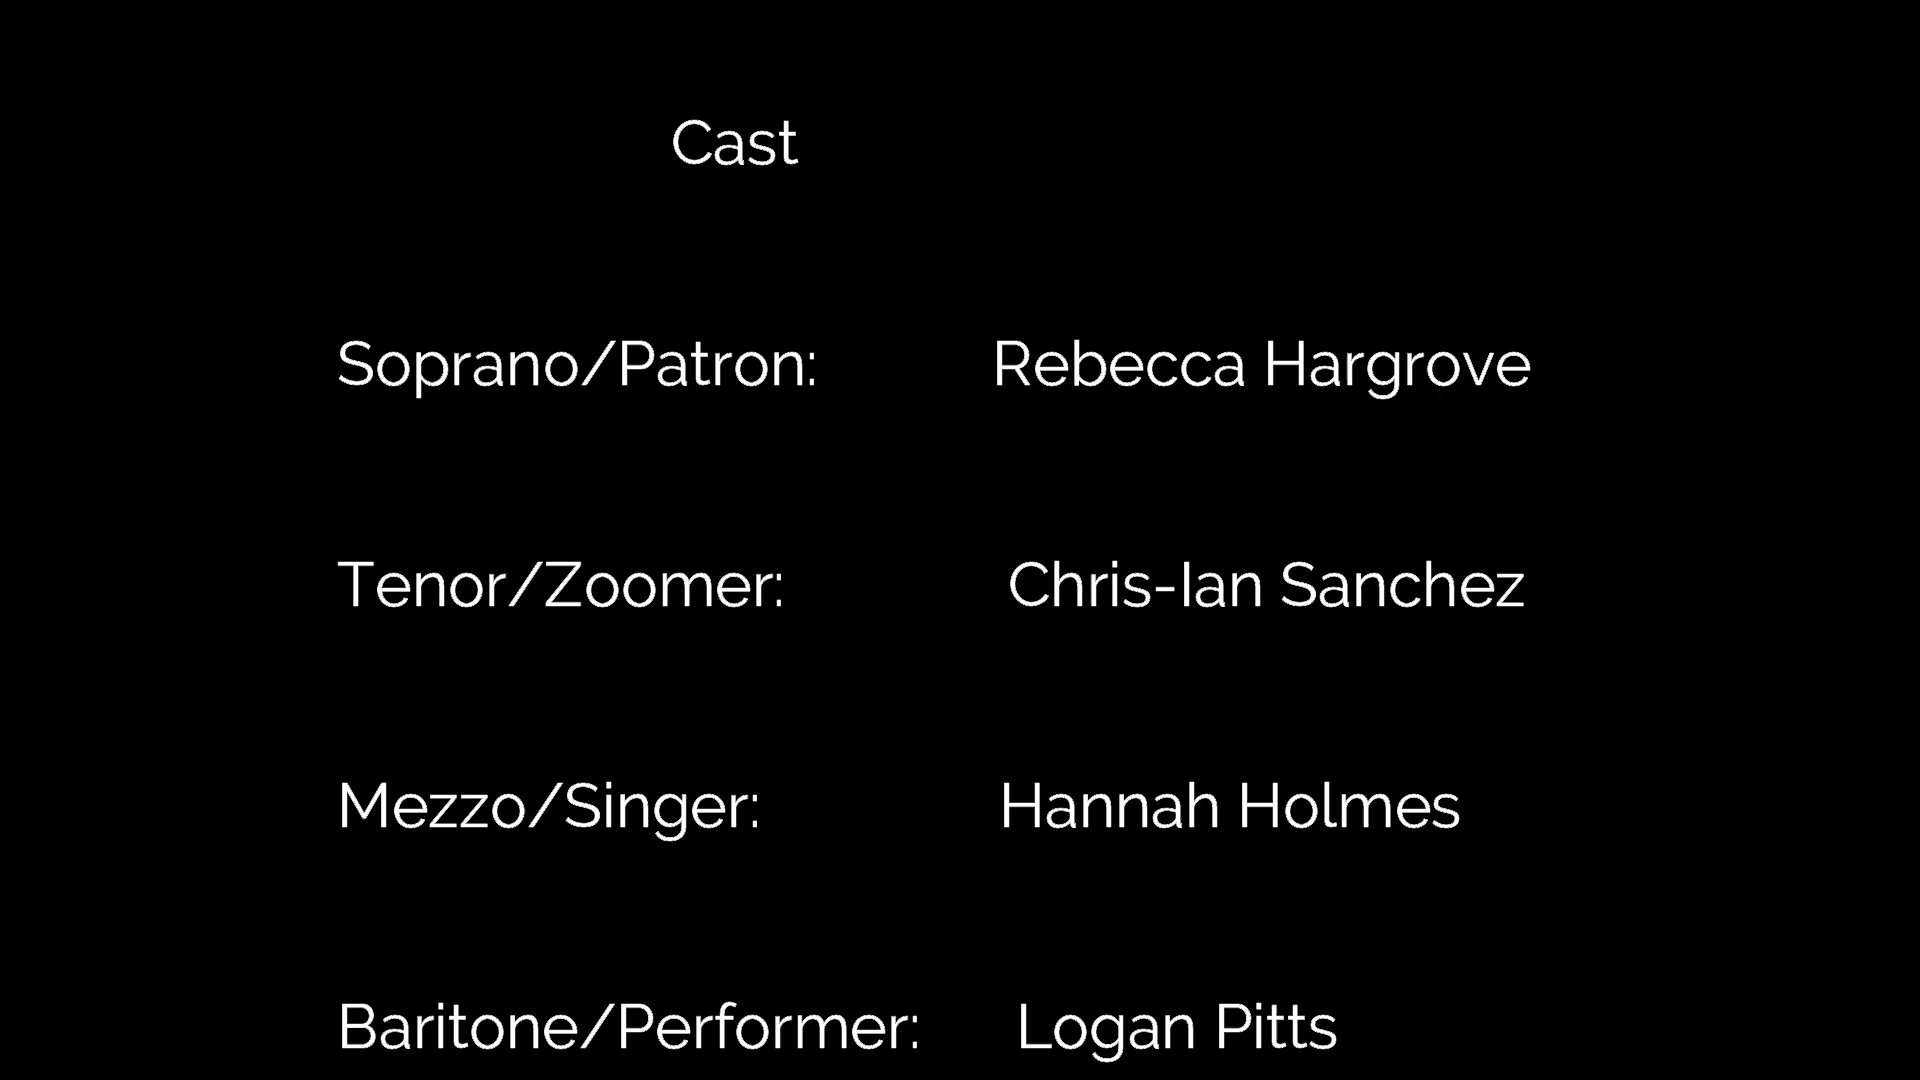 Cast
Soprano/Patron: Rebecca Hargrove
Tenor/Zoomer: Chris-Ian Sanchez
Mezzo/Singer: Hannah Holmes
Baritone/Performer: Logan Pitts